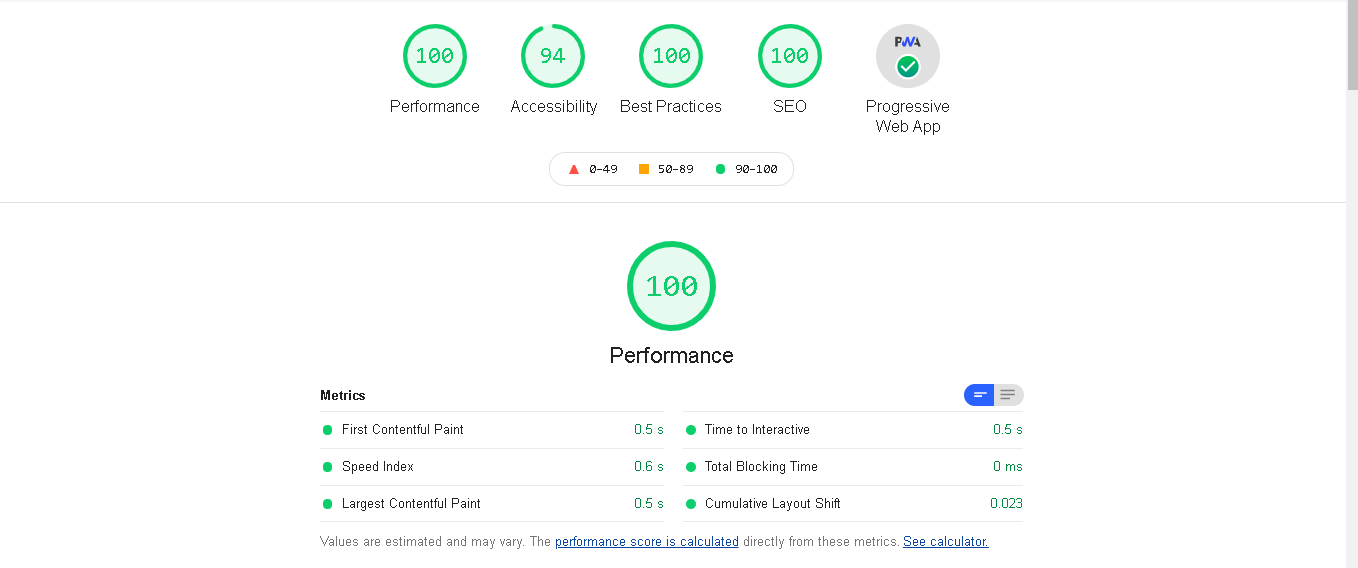 100 94 100 100 PWA
Performance Accessibility Best Practices SEO Progressive
Web App
0–49 50–89 90–100
100
Performance
Metrics
First Contentful Paint 0.5 s Time to Interactive 0.5 s
Speed Index 0.6 s Total Blocking Time 0 ms
Largest Contentful Paint 0.5 s Cumulative Layout Shift 0.023
Values are estimated and may vary. The performance score is calculated directly from these metrics. See calculator.